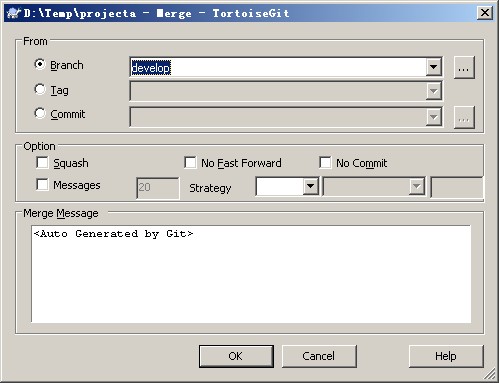 D:\Temp\projecta - Merge - TortoiseGit
From
Branch
develop
...
Tag
Commit
...
Option
Squash
No Fast Forward
No Commit
Messages
20
Strategy
Merge Message
<Auto Generated by Git>
OK
Cancel
Help